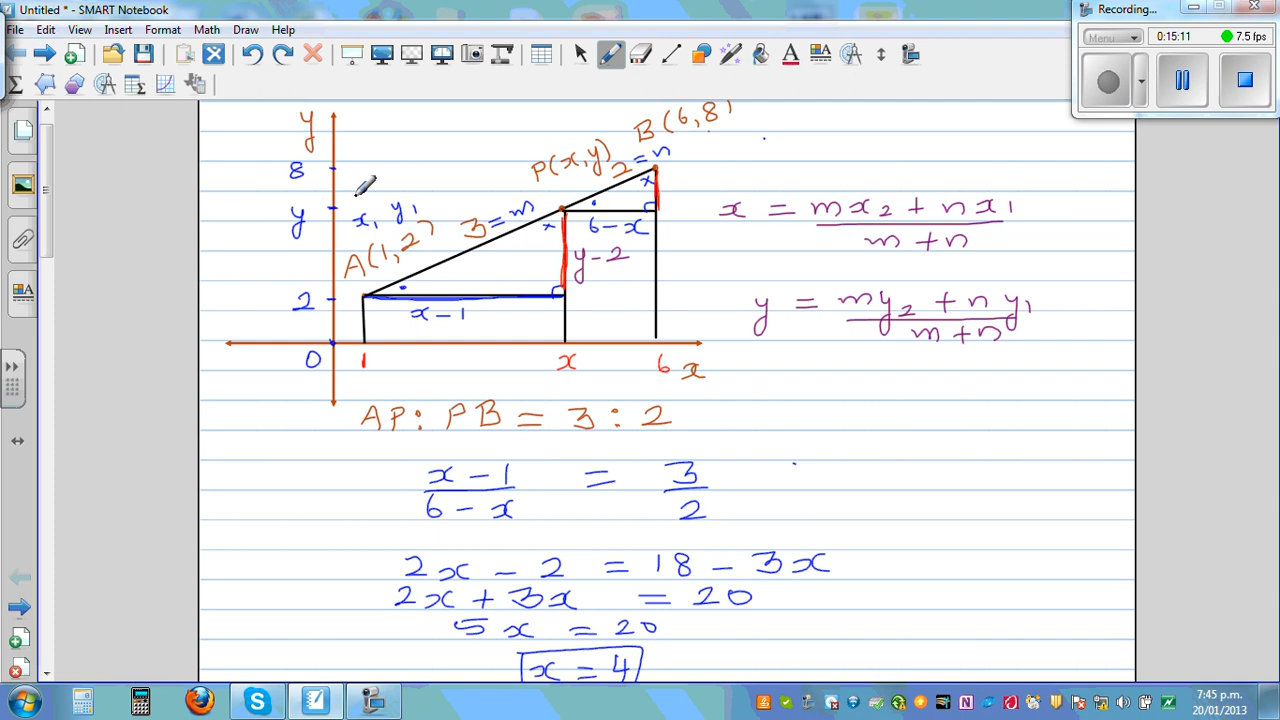 Untitled * - SMART Notebook
File Edit View Insert Format Math Draw Help
Recording...
Menu
0:15:11
7.5 fps
y
B (6, 8)
P(x, y)
2 = n
8
x
y
x₁ y₁
3 = m
x
6 - x
x = mx₂ + nx₁
m + n
A(1, 2)
y - 2
2
x - 1
y = my₂ + ny₁
m + n
0
1
x
6
x
AP : PB = 3 : 2
x - 1 = 3
6 - x 2
2x - 2 = 18 - 3x
2x + 3x = 20
5x = 20
x = 4
7:45 p.m.
20/01/2013